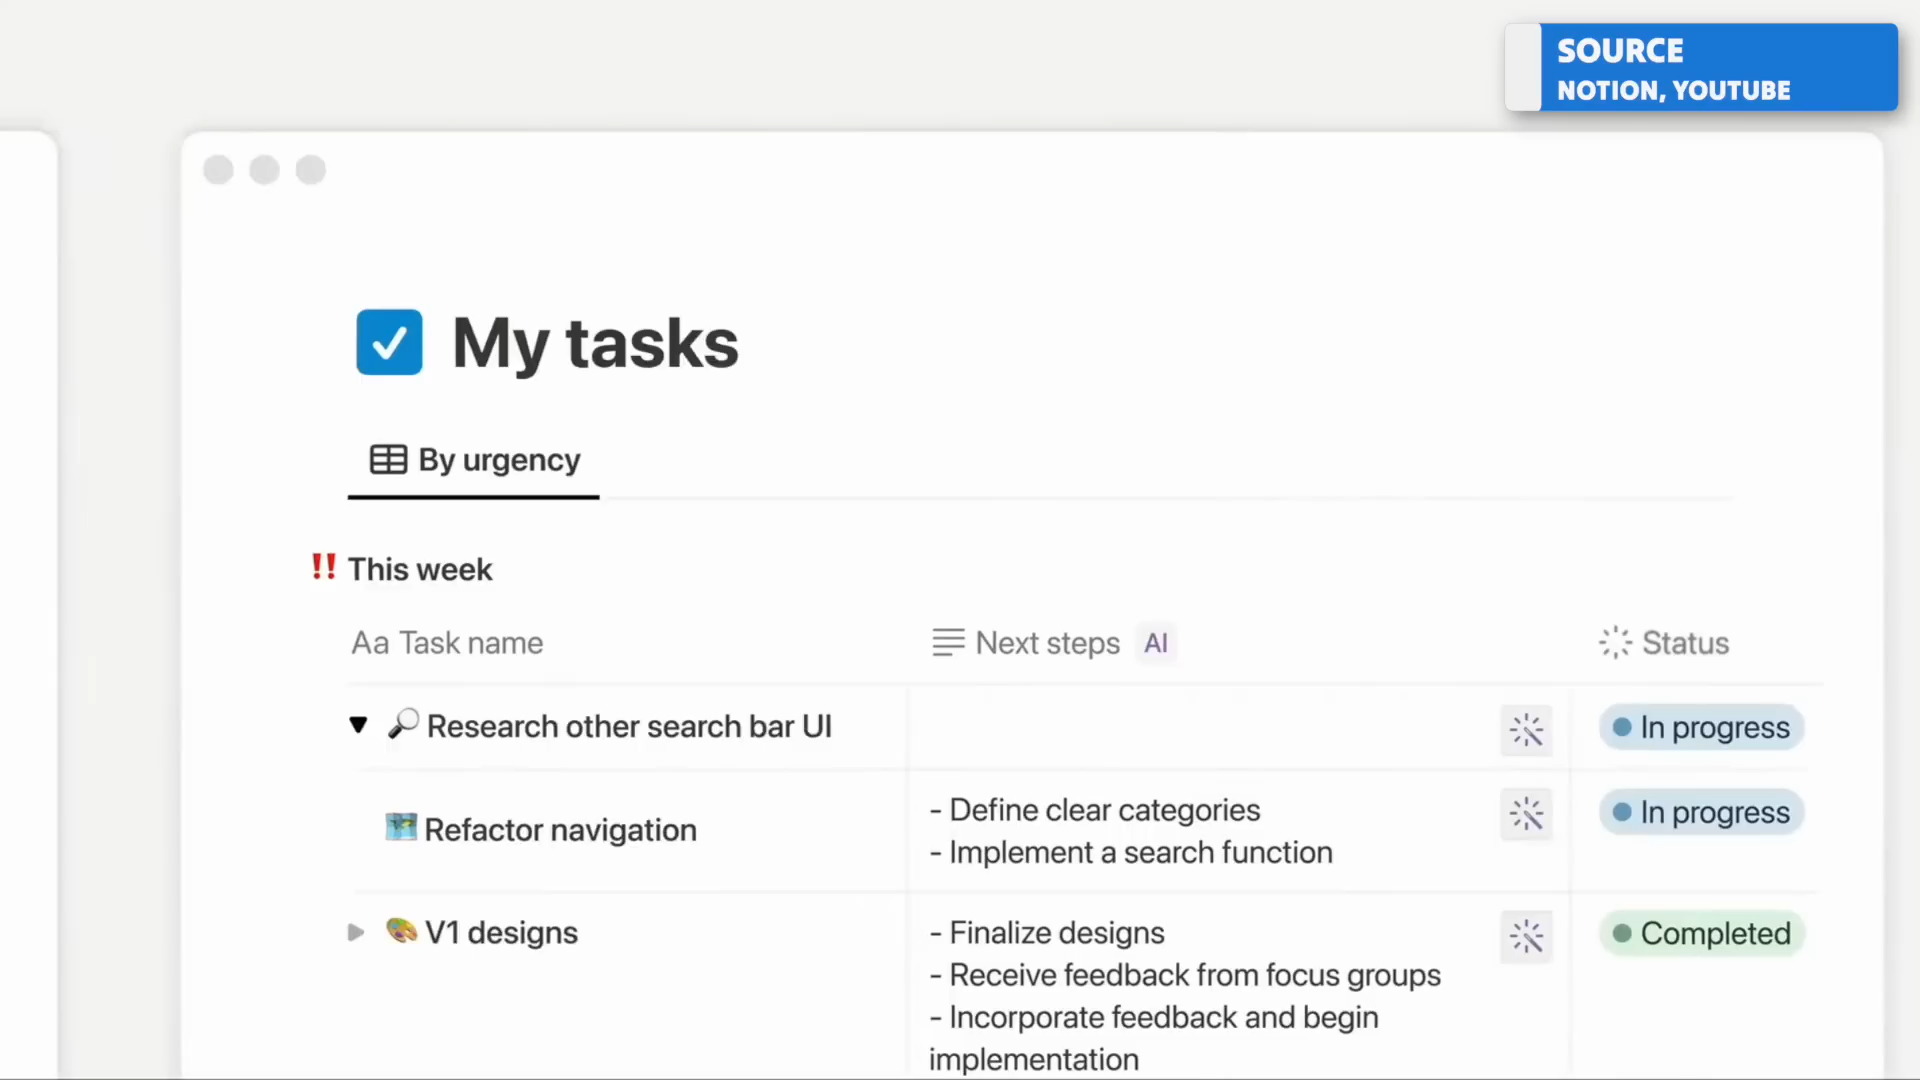 SOURCE
NOTION, YOUTUBE
My tasks
By urgency
‼ This week
Aa Task name
Next steps AI
Status
Research other search bar UI
In progress
Refactor navigation
- Define clear categories
- Implement a search function
In progress
V1 designs
- Finalize designs
- Receive feedback from focus groups
- Incorporate feedback and begin
implementation
Completed